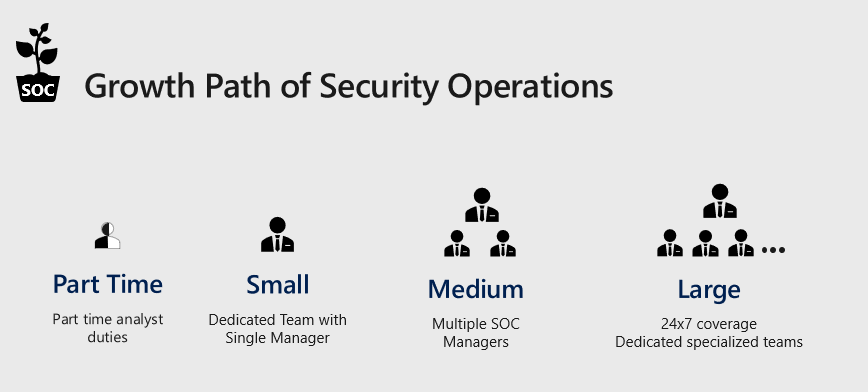 SOC
Growth Path of Security Operations
Part Time
Part time analyst
duties
Small
Dedicated Team with
Single Manager
Medium
Multiple SOC
Managers
Large
24x7 coverage
Dedicated specialized teams